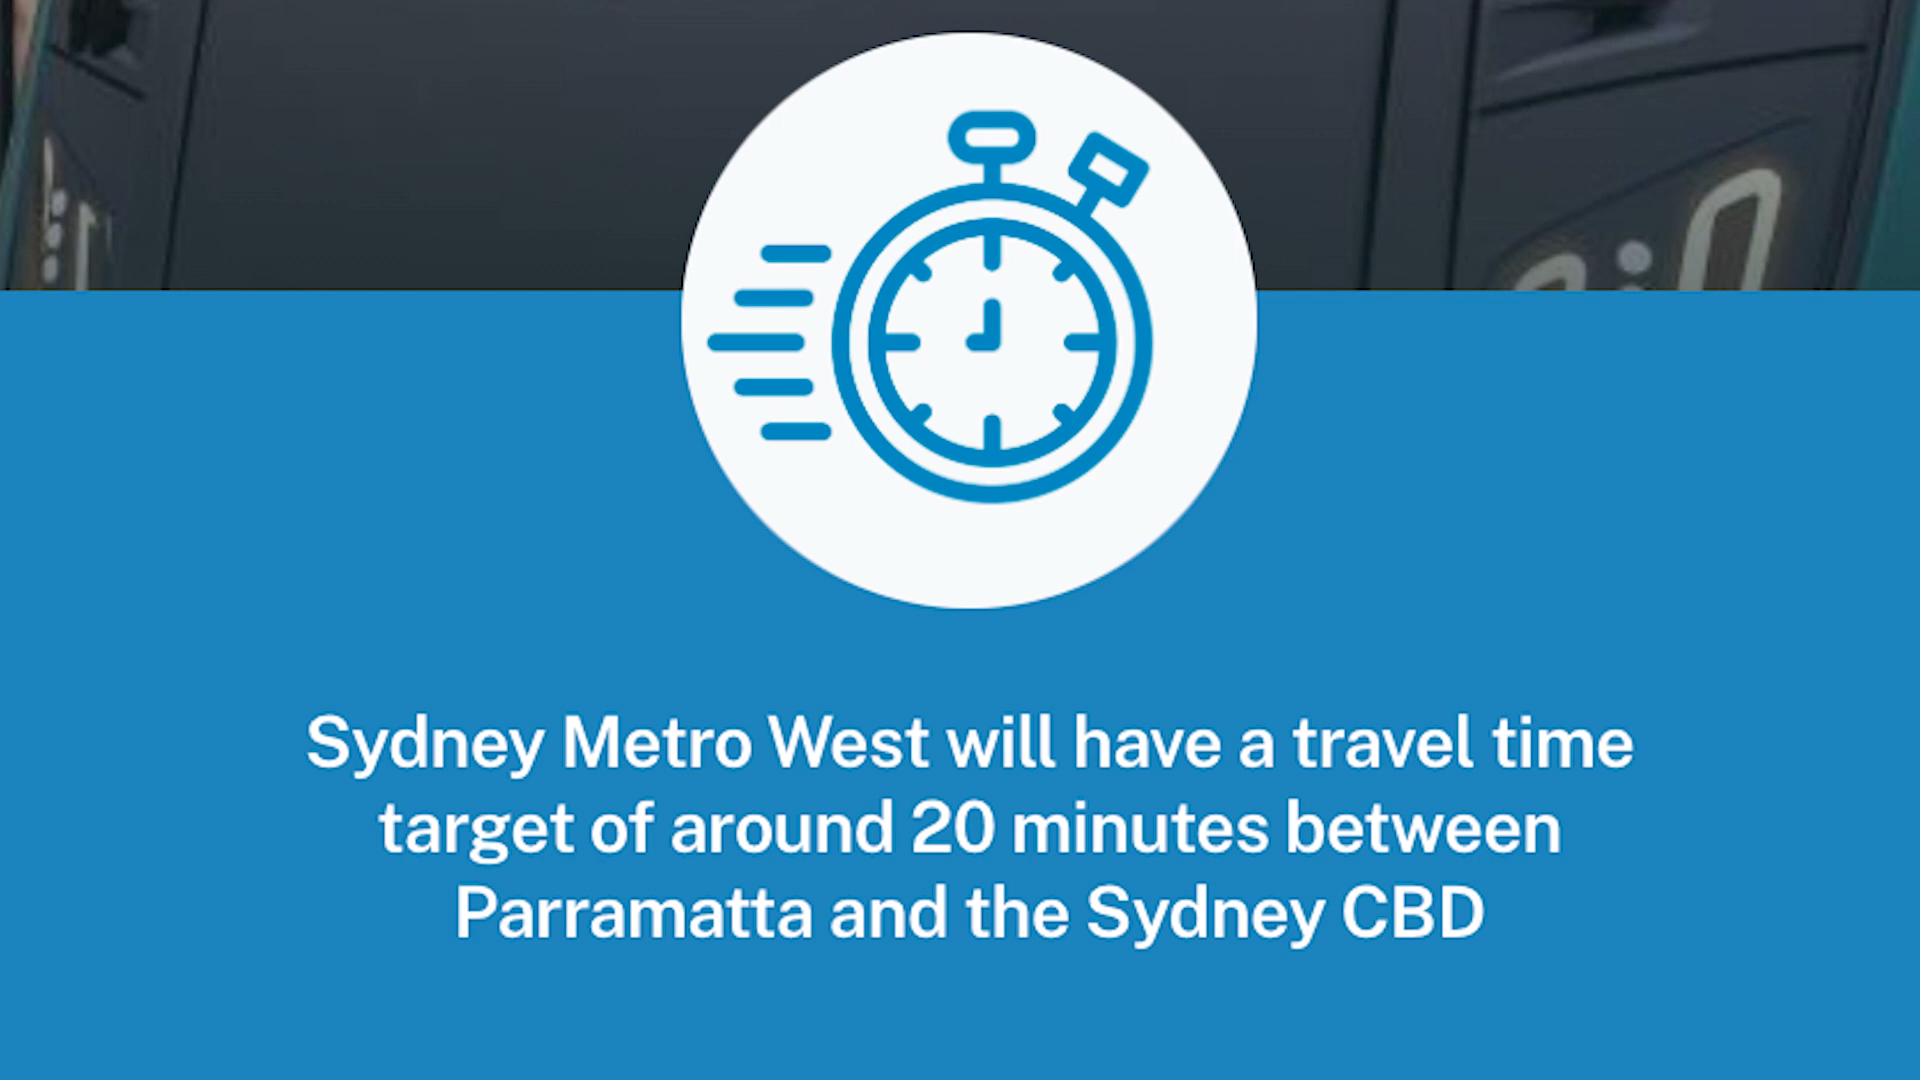 Sydney Metro West will have a travel time
target of around 20 minutes between
Parramatta and the Sydney CBD